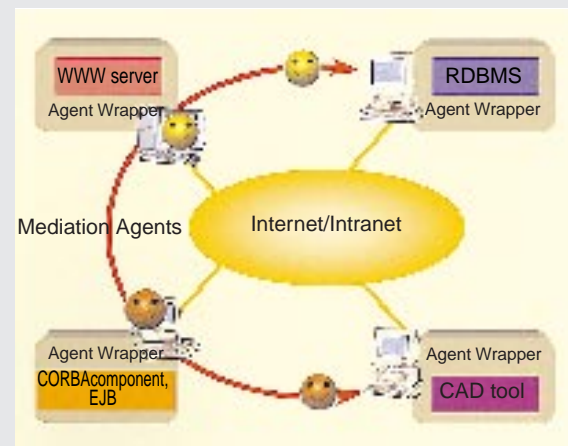 WWW server
Agent Wrapper
RDBMS
Agent Wrapper
Mediation Agents
Internet/Intranet
Agent Wrapper
CORBAcomponent,
EJB
Agent Wrapper
CAD tool